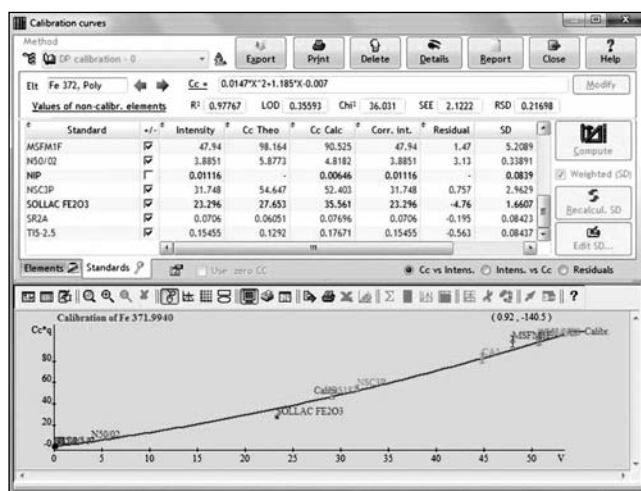 Calibration curves
Method
DP calibration - 0
Export Print Delete Details Report Close Help
Elt Fe 372, Poly Cc = 0.0147*X^2+1.185*X-0.007 Modify
Values of non-calibr. elements R² 0.97767 LOD 0.35593 Chi² 36.031 SEE 2.1222 RSD 0.21698
Standard +/- Intensity Cc Theo Cc Calc Corr. Int. Residual SD
MSFM1F 47.94 98.164 90.525 47.94 1.47 5.2089
N50/02 3.8851 5.8773 4.8182 3.8851 3.13 0.33891
NIP 0.01116 - 0.00646 0.01116 - 0.0839
NSC3P 31.748 54.647 52.403 31.748 0.757 2.9629
SOLLAC FE2O3 23.296 27.653 35.561 23.296 -4.76 1.6607
SR2A 0.0706 0.06051 0.07696 0.0706 -0.195 0.08423
TIS-2.5 0.15455 0.1292 0.17671 0.15455 -0.563 0.08437
Compute
Weighted (SD)
Recalcul. SD
Edit SD...
Elements Standards Use zero CC Cc vs Intens. Intens. vs Cc Residuals
Calibration of Fe 371.9940 (0.92, -140.5)
Cc*q
80
60
40
20
-0
MSFM1F
Calibr.
CA1
NSC3P
SOLLAC FE2O3
N50/02
0 5 10 15 20 25 30 35 40 45 50 V